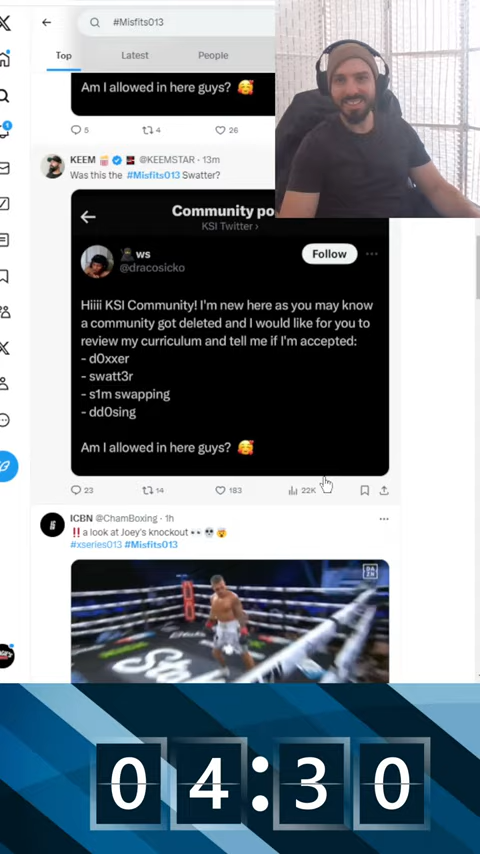 #Misfits013
Top
Latest
People
Am I allowed in here guys? 🥰
5
4
26
KEEM @KEEMSTAR · 13m
Was this the #Misfits013 Swatter?
Community po
KSI Twitter ›
ws
Follow
@dracosicko
Hiiii KSI Community! I'm new here as you may know
a community got deleted and I would like for you to
review my curriculum and tell me if I'm accepted:
- d0xxer
- swatt3r
- s1m swapping
- dd0sing
Am I allowed in here guys? 🥰
23
14
183
22K
ICBN @ChamBoxing · 1h
‼️a look at Joey's knockout 👀 💀 🤯
#xseries013 #Misfits013
DAZN
04:30